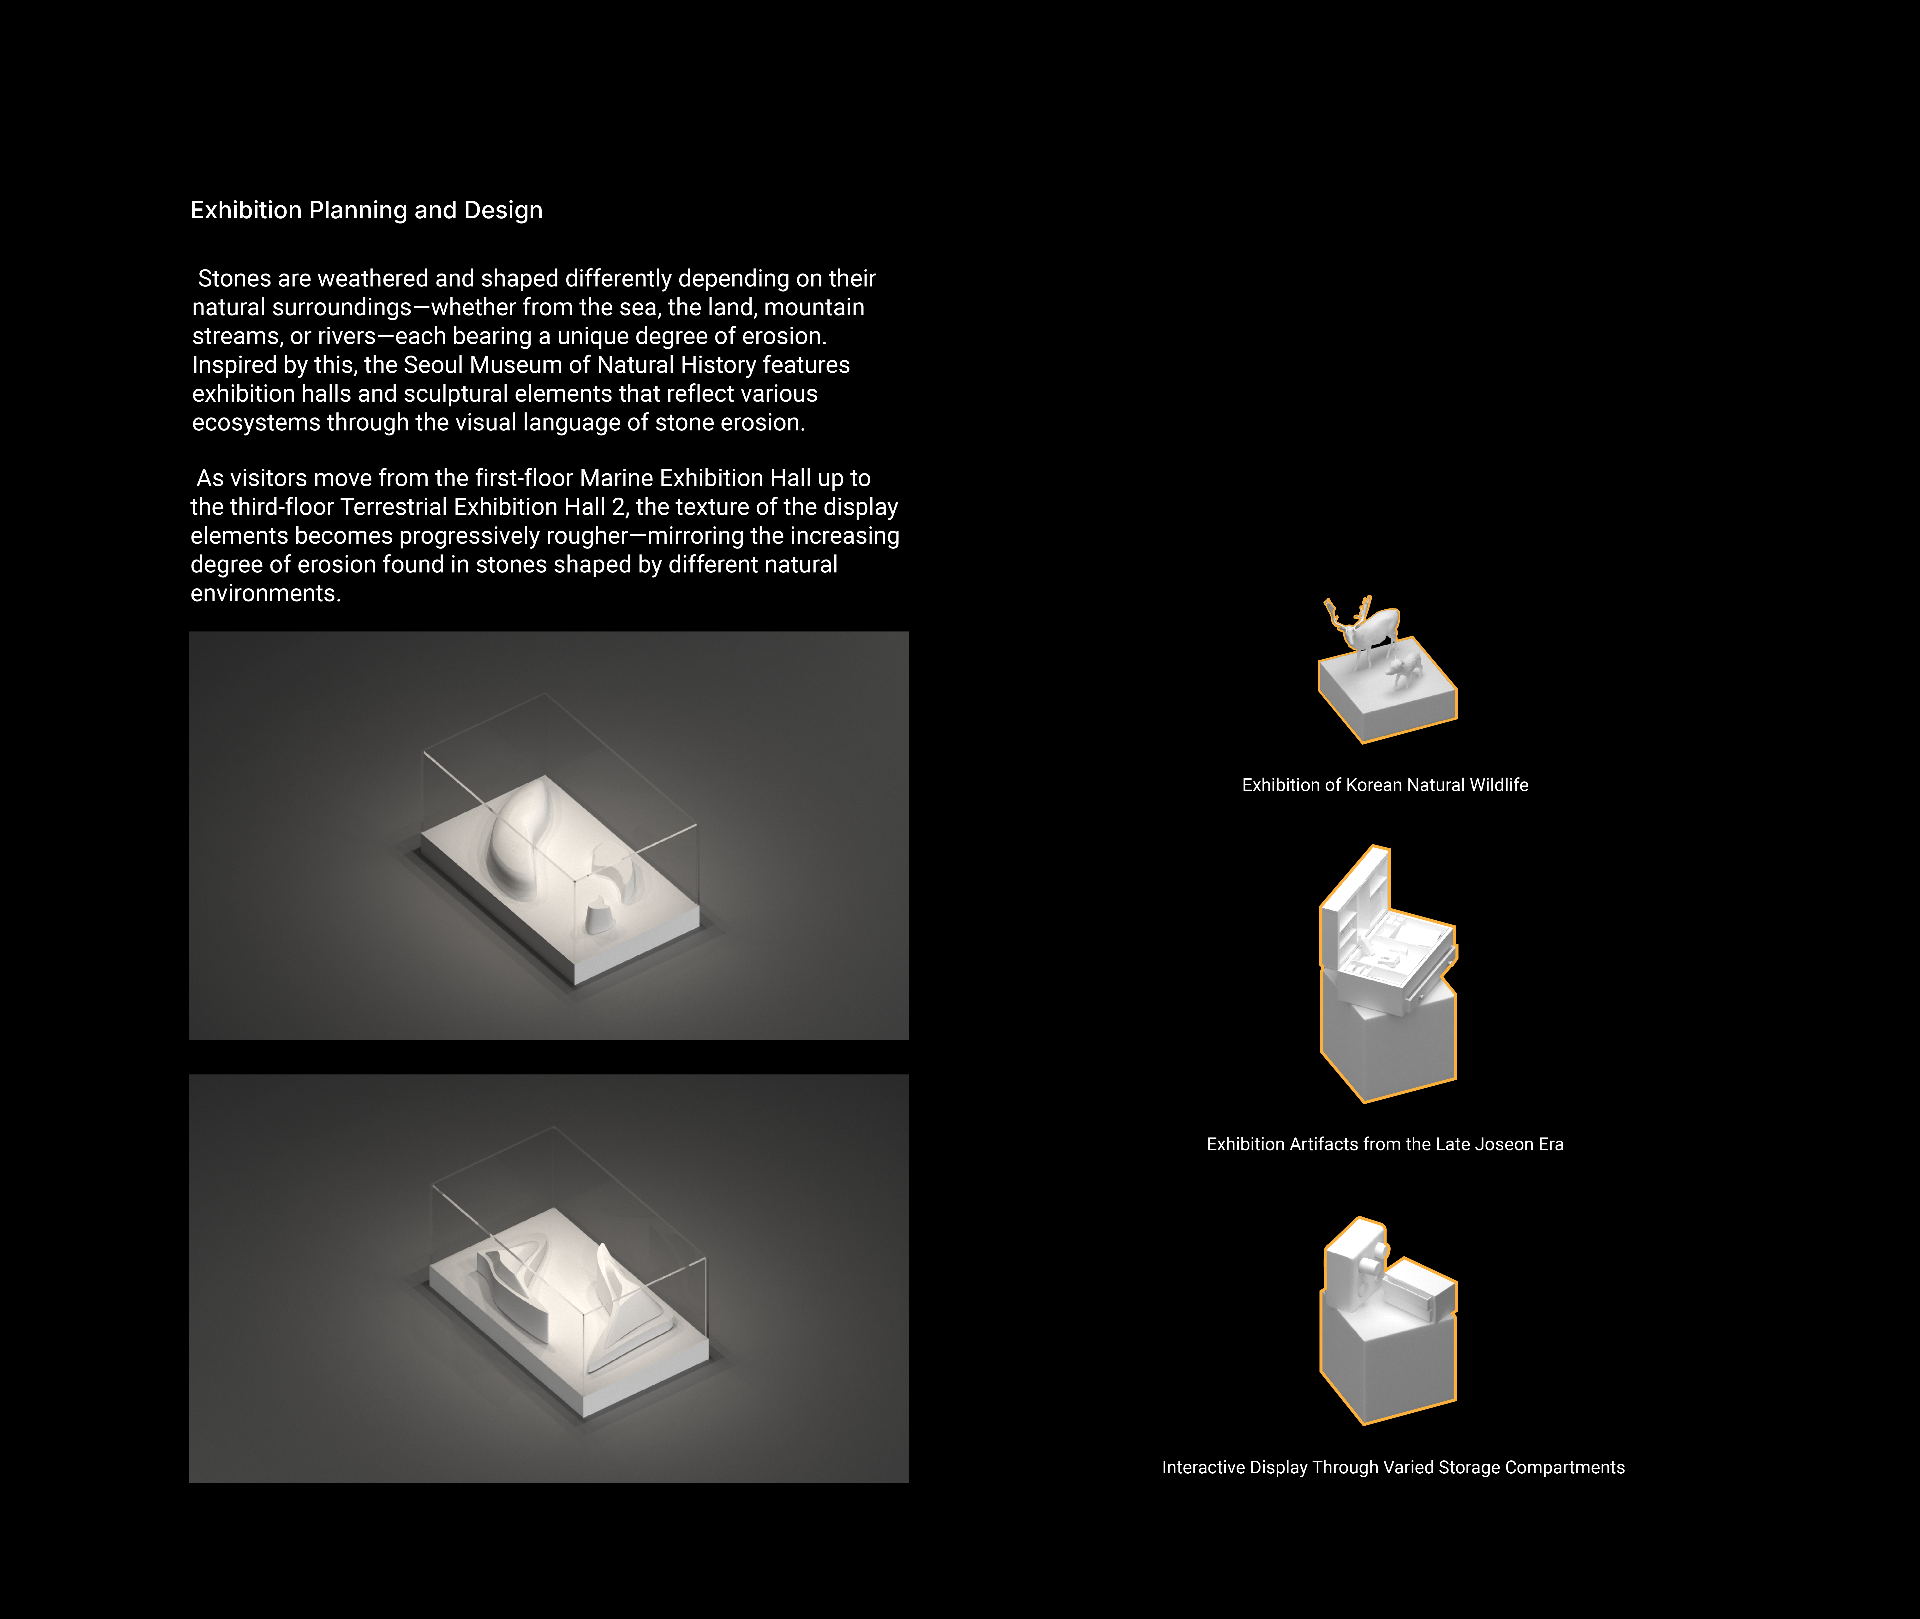 Exhibition Planning and Design
Stones are weathered and shaped differently depending on their
natural surroundings—whether from the sea, the land, mountain
streams, or rivers—each bearing a unique degree of erosion.
Inspired by this, the Seoul Museum of Natural History features
exhibition halls and sculptural elements that reflect various
ecosystems through the visual language of stone erosion.
As visitors move from the first-floor Marine Exhibition Hall up to
the third-floor Terrestrial Exhibition Hall 2, the texture of the display
elements becomes progressively rougher—mirroring the increasing
degree of erosion found in stones shaped by different natural
environments.
Exhibition of Korean Natural Wildlife
Exhibition Artifacts from the Late Joseon Era
Interactive Display Through Varied Storage Compartments